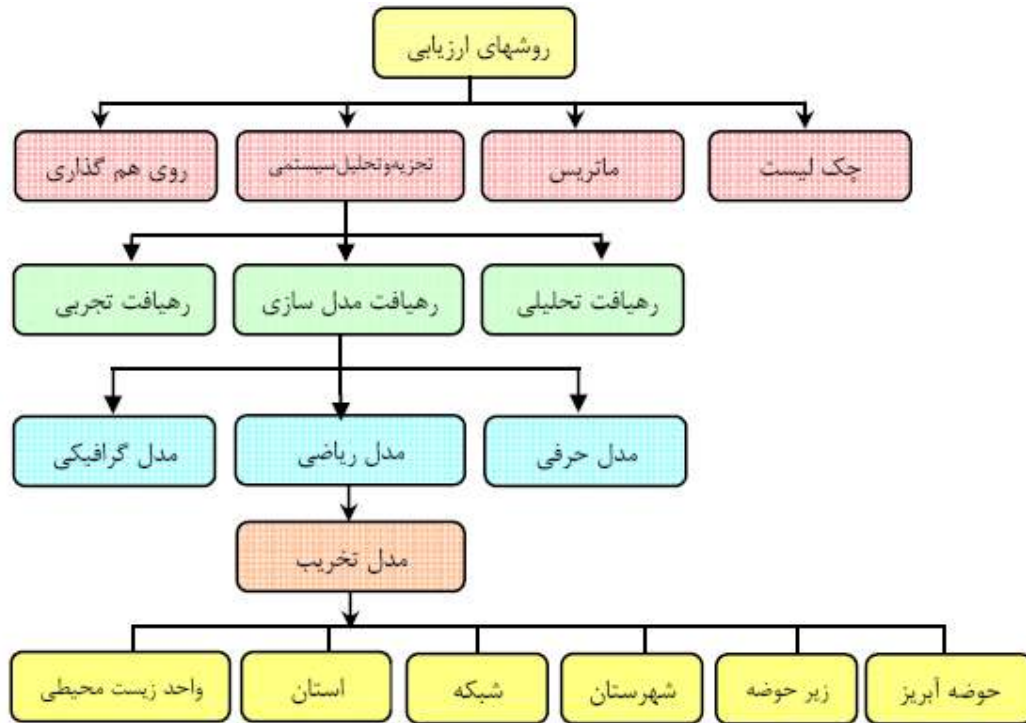 روشهای ارزیابی
چک لیست
ماتریس
تجزیه‌وتحلیل‌سیستمی
روی هم گذاری
رهیافت تحلیلی
رهیافت مدل سازی
رهیافت تجربی
مدل حرفی
مدل ریاضی
مدل گرافیکی
مدل تخریب
حوضه آبریز
زیر حوضه
شهرستان
شبکه
استان
واحد زیست محیطی